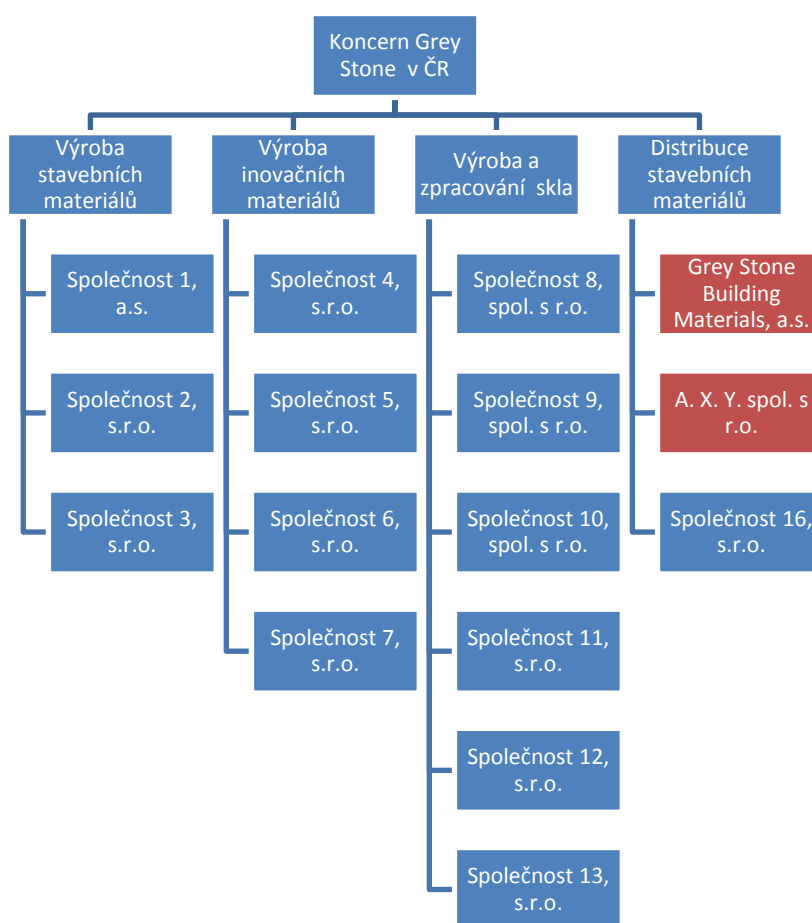 Koncern Grey
Stone v ČR
Výroba
stavebních
materiálů
Výroba
inovačních
materiálů
Výroba a
zpracování skla
Distribuce
stavebních
materiálů
Společnost 1,
a.s.
Společnost 2,
s.r.o.
Společnost 3,
s.r.o.
Společnost 4,
s.r.o.
Společnost 5,
s.r.o.
Společnost 6,
s.r.o.
Společnost 7,
s.r.o.
Společnost 8,
spol. s r.o.
Společnost 9,
spol. s r.o.
Společnost 10,
spol. s r.o.
Společnost 11,
s.r.o.
Společnost 12,
s.r.o.
Společnost 13,
s.r.o.
Grey Stone
Building
Materials, a.s.
A. X. Y. spol. s
r.o.
Společnost 16,
s.r.o.